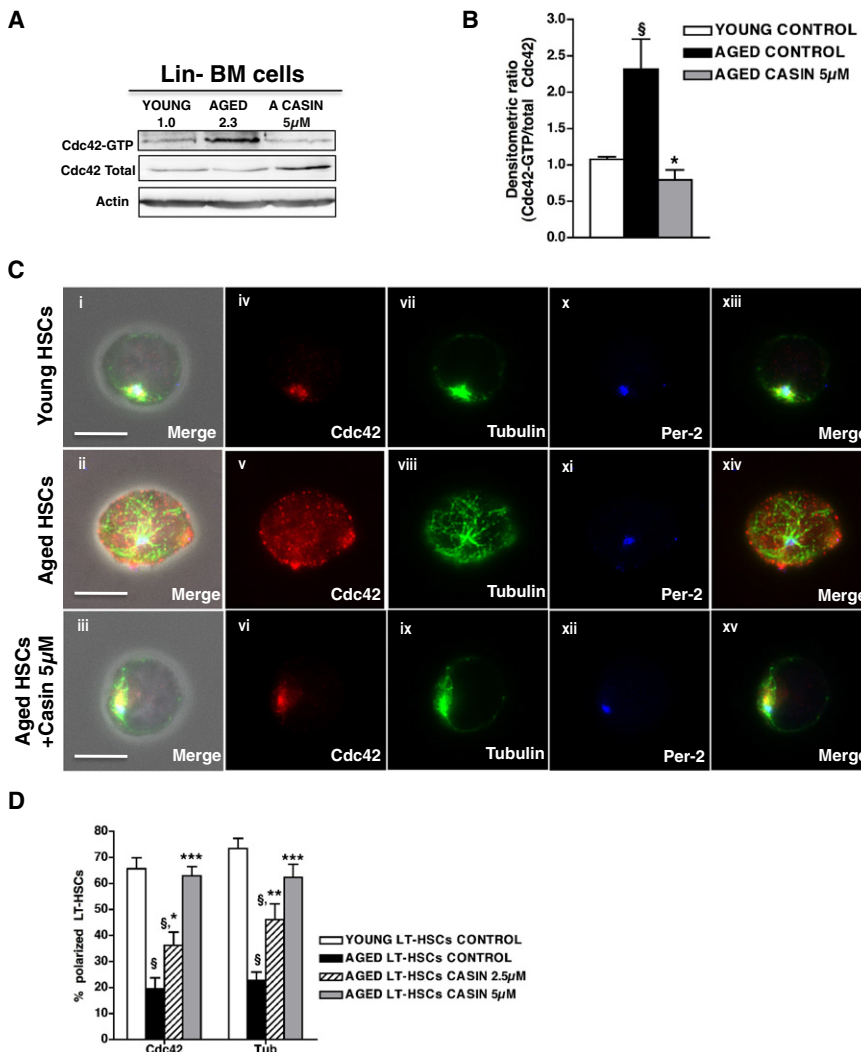 A
Lin- BM cells
YOUNG AGED A CASIN
1.0 2.3 5µM
Cdc42-GTP
Cdc42 Total
Actin
B
Densitometric ratio
(Cdc42-GTP/total Cdc42)
3.0
2.5
2.0
1.5
1.0
0.5
0.0
§
*
YOUNG CONTROL
AGED CONTROL
AGED CASIN 5µM
C
Young HSCs
i iv vii x xiii
Merge Cdc42 Tubulin Per-2 Merge
Aged HSCs
ii v viii xi xiv
Merge Cdc42 Tubulin Per-2 Merge
Aged HSCs
+Casin 5µM
iii vi ix xii xv
Merge Cdc42 Tubulin Per-2 Merge
D
% polarized LT-HSCs
80
70
60
50
40
30
20
10
0
§ §,* ***
§ §,** ***
Cdc42 Tub
YOUNG LT-HSCs CONTROL
AGED LT-HSCs CONTROL
AGED LT-HSCs CASIN 2.5µM
AGED LT-HSCs CASIN 5µM